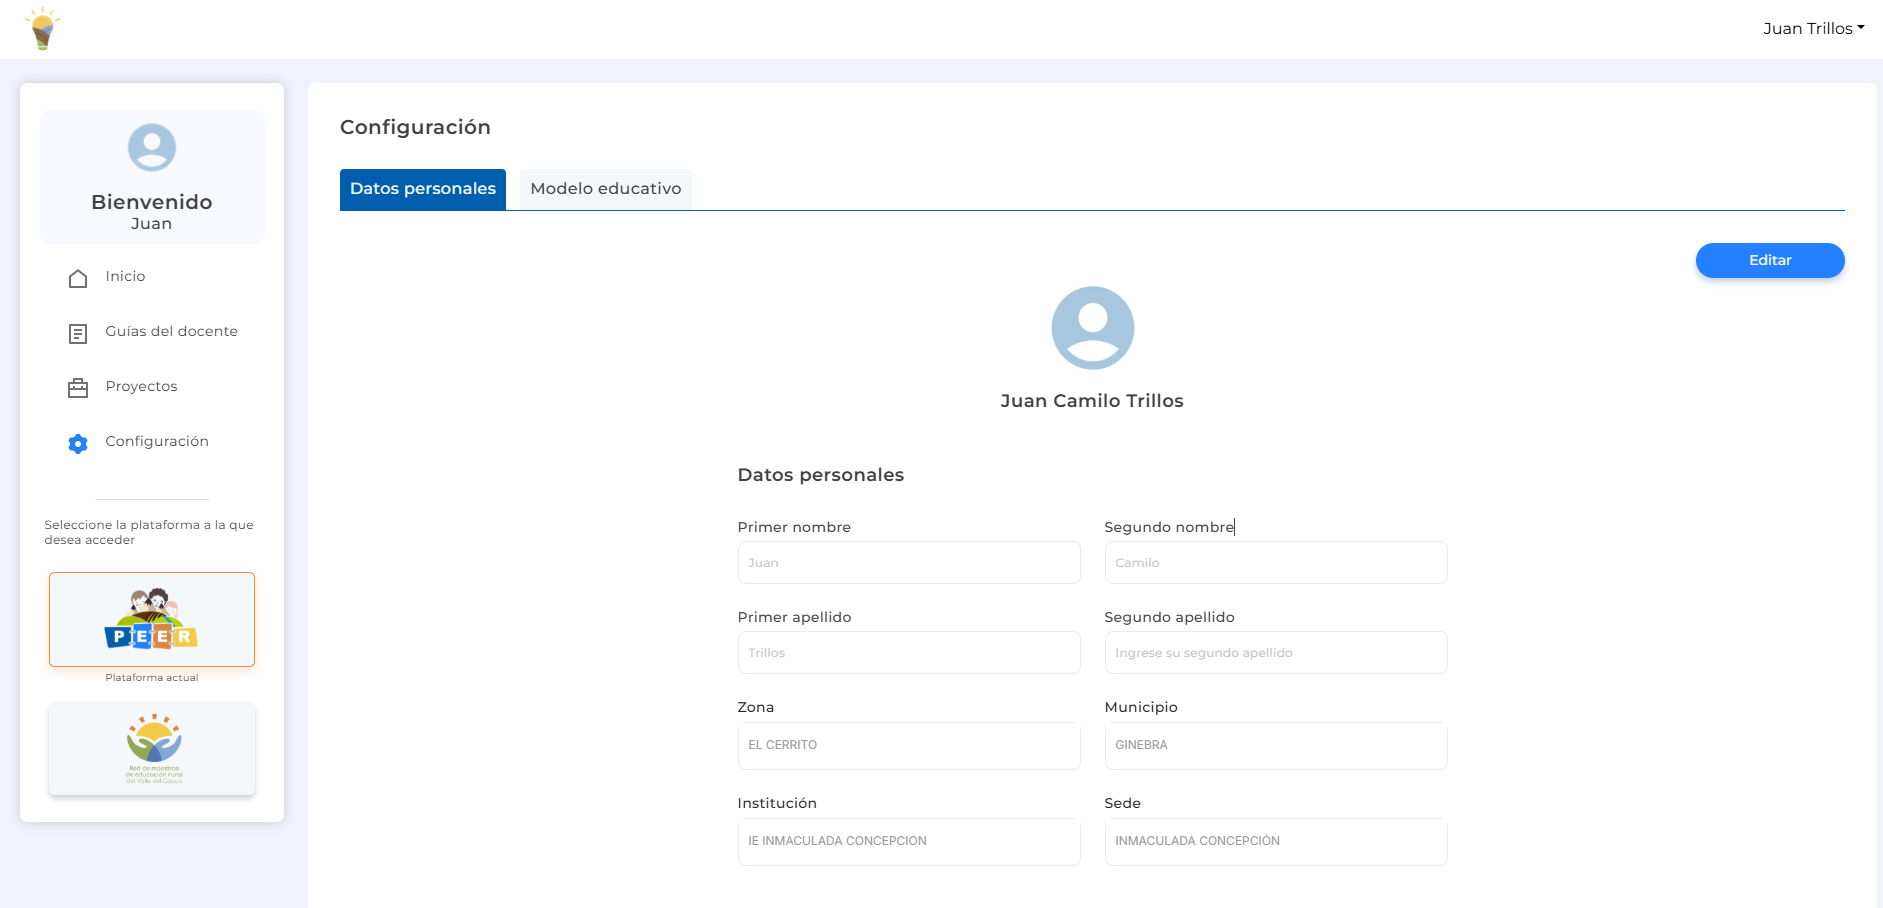 Juan Trillos
Bienvenido
Juan
Inicio
Guías del docente
Proyectos
Configuración
Seleccione la plataforma a la que
desea acceder
PEER
Plataforma actual
Red de maestros
de educación rural
del Valle del Cauca
Configuración
Datos personales
Modelo educativo
Editar
Juan Camilo Trillos
Datos personales
Primer nombre
Segundo nombre
Juan
Camilo
Primer apellido
Segundo apellido
Trillos
Ingrese su segundo apellido
Zona
Municipio
EL CERRITO
GINEBRA
Institución
Sede
IE INMACULADA CONCEPCION
INMACULADA CONCEPCIÓN